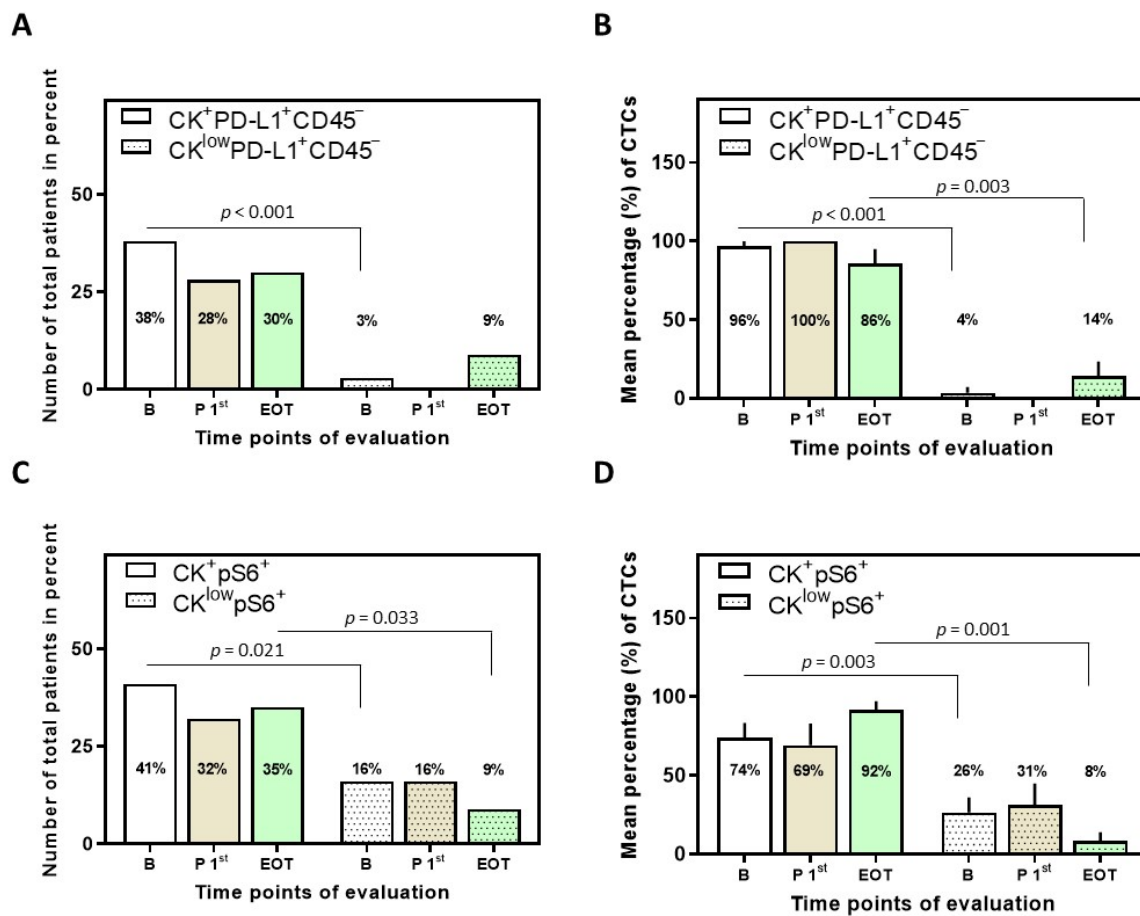 A
Number of total patients in percent
CK⁺PD-L1⁺CD45⁻
CKˡᵒʷPD-L1⁺CD45⁻
50
25
0
p < 0.001
38%
28%
30%
3%
9%
B
P 1ˢᵗ
EOT
B
P 1ˢᵗ
EOT
Time points of evaluation
B
Mean percentage (%) of CTCs
CK⁺PD-L1⁺CD45⁻
CKˡᵒʷPD-L1⁺CD45⁻
150
100
50
0
p = 0.003
p < 0.001
96%
100%
86%
4%
14%
B
P 1ˢᵗ
EOT
B
P 1ˢᵗ
EOT
Time points of evaluation
C
Number of total patients in percent
CK⁺pS6⁺
CKˡᵒʷpS6⁺
50
25
0
p = 0.033
p = 0.021
41%
32%
35%
16%
16%
9%
B
P 1ˢᵗ
EOT
B
P 1ˢᵗ
EOT
Time points of evaluation
D
Mean percentage (%) of CTCs
CK⁺pS6⁺
CKˡᵒʷpS6⁺
150
100
50
0
p = 0.001
p = 0.003
74%
69%
92%
26%
31%
8%
B
P 1ˢᵗ
EOT
B
P 1ˢᵗ
EOT
Time points of evaluation